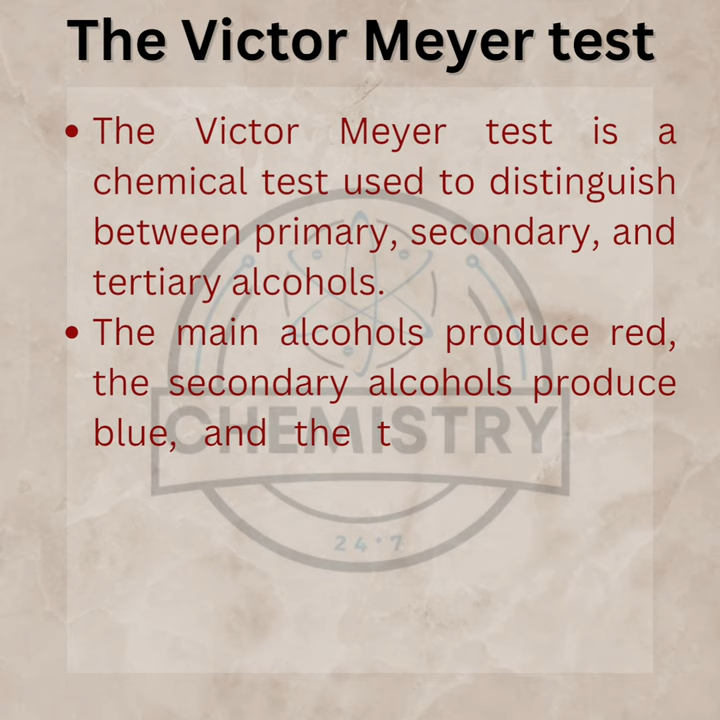 The Victor Meyer test
• The Victor Meyer test is a
chemical test used to distinguish
between primary, secondary, and
tertiary alcohols.
• The main alcohols produce red,
the secondary alcohols produce
blue, and the t
CHEMISTRY
24*7